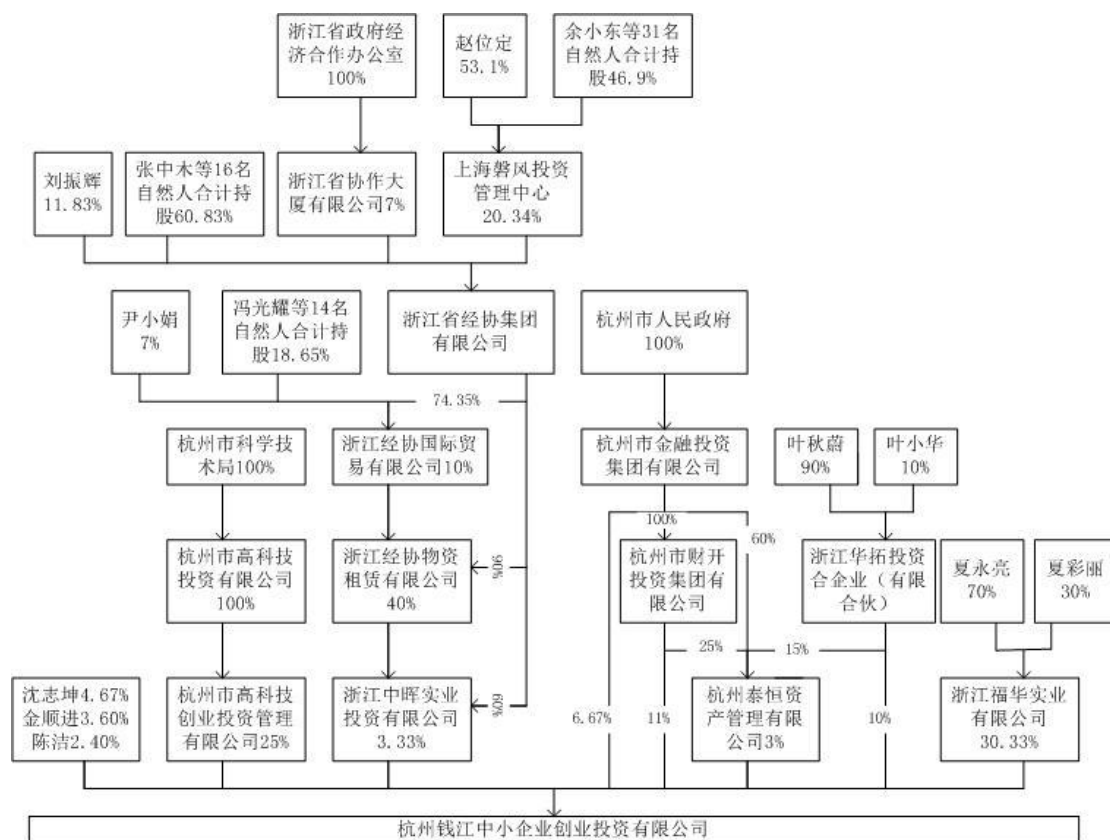 浙江省政府经
济合作办公室
100%
赵位定
53.1%
余小东等31名
自然人合计持
股46.9%
刘振辉
11.83%
张中木等16名
自然人合计持
股60.83%
浙江省协作大
厦有限公司7%
上海磐风投资
管理中心
20.34%
尹小娟
7%
冯光耀等14名
自然人合计持
股18.65%
浙江省经协集团
有限公司
杭州市人民政府
100%
74.35%
杭州市科学技
术局100%
浙江经协国际贸
易有限公司10%
杭州市金融投资
集团有限公司
叶秋蔚
90%
叶小华
10%
100%
60%
杭州市高科技
投资有限公司
100%
浙江经协物资
租赁有限公司
40%
90%
杭州市财开
投资集团有
限公司
浙江华拓投资
合企业（有限
合伙）
夏永亮
70%
夏彩丽
30%
25%
15%
沈志坤4.67%
金顺进3.60%
陈洁2.40%
杭州市高科技
创业投资管理
有限公司25%
浙江中晖实业
投资有限公司
3.33%
60%
6.67%
11%
杭州泰恒资
产管理有限
公司3%
10%
浙江福华实业
有限公司
30.33%
杭州钱江中小企业创业投资有限公司